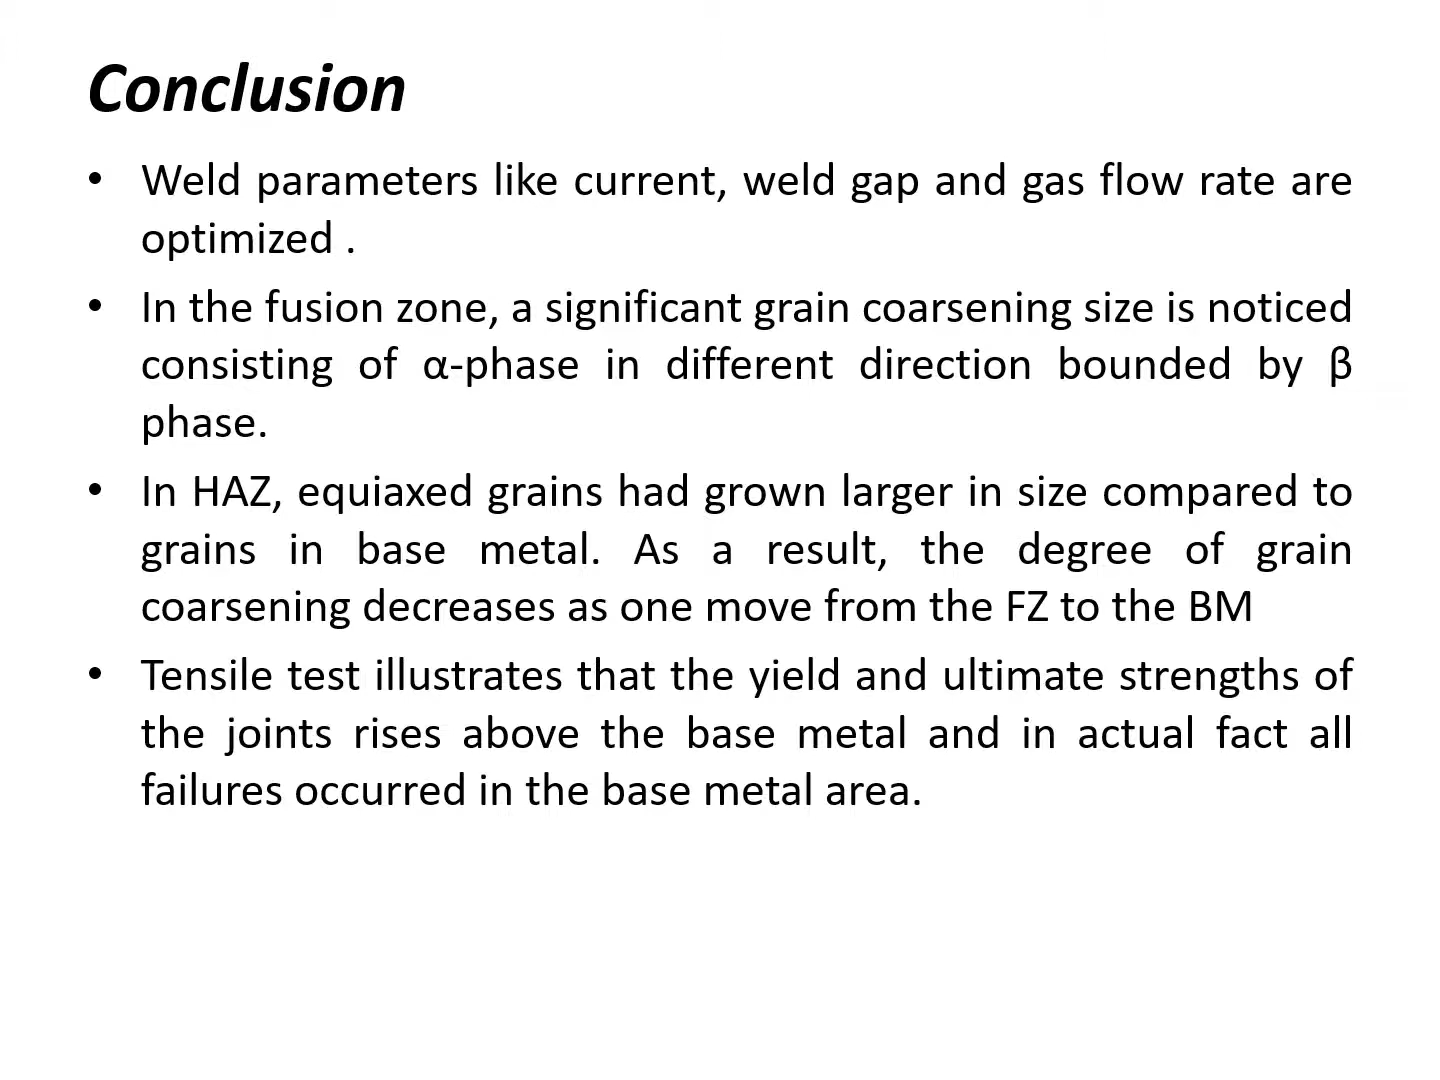 Conclusion
• Weld parameters like current, weld gap and gas flow rate are
optimized .
• In the fusion zone, a significant grain coarsening size is noticed
consisting of α-phase in different direction bounded by β
phase.
• In HAZ, equiaxed grains had grown larger in size compared to
grains in base metal. As a result, the degree of grain
coarsening decreases as one move from the FZ to the BM
• Tensile test illustrates that the yield and ultimate strengths of
the joints rises above the base metal and in actual fact all
failures occurred in the base metal area.